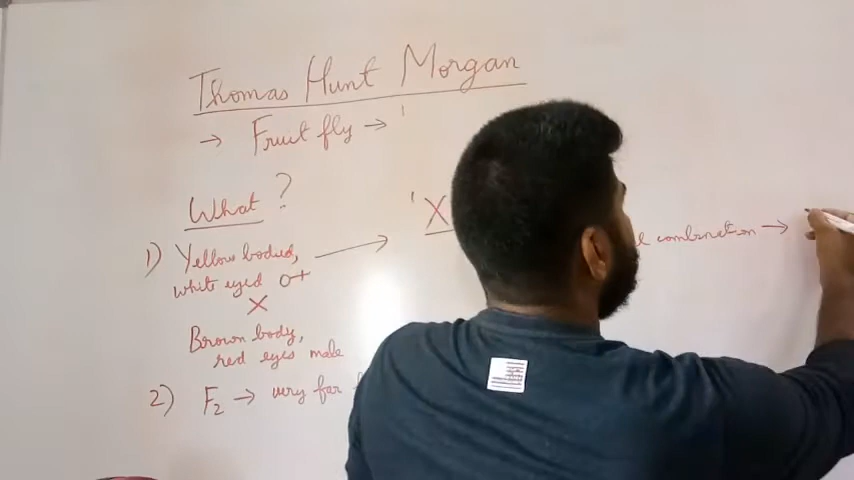 Thomas Hunt Morgan
→ Fruit fly → '
What?
1) Yellow bodied, → 'X
white eyed ♀
X
Brown body,
red eyes male
2) F2 → very far
combination →